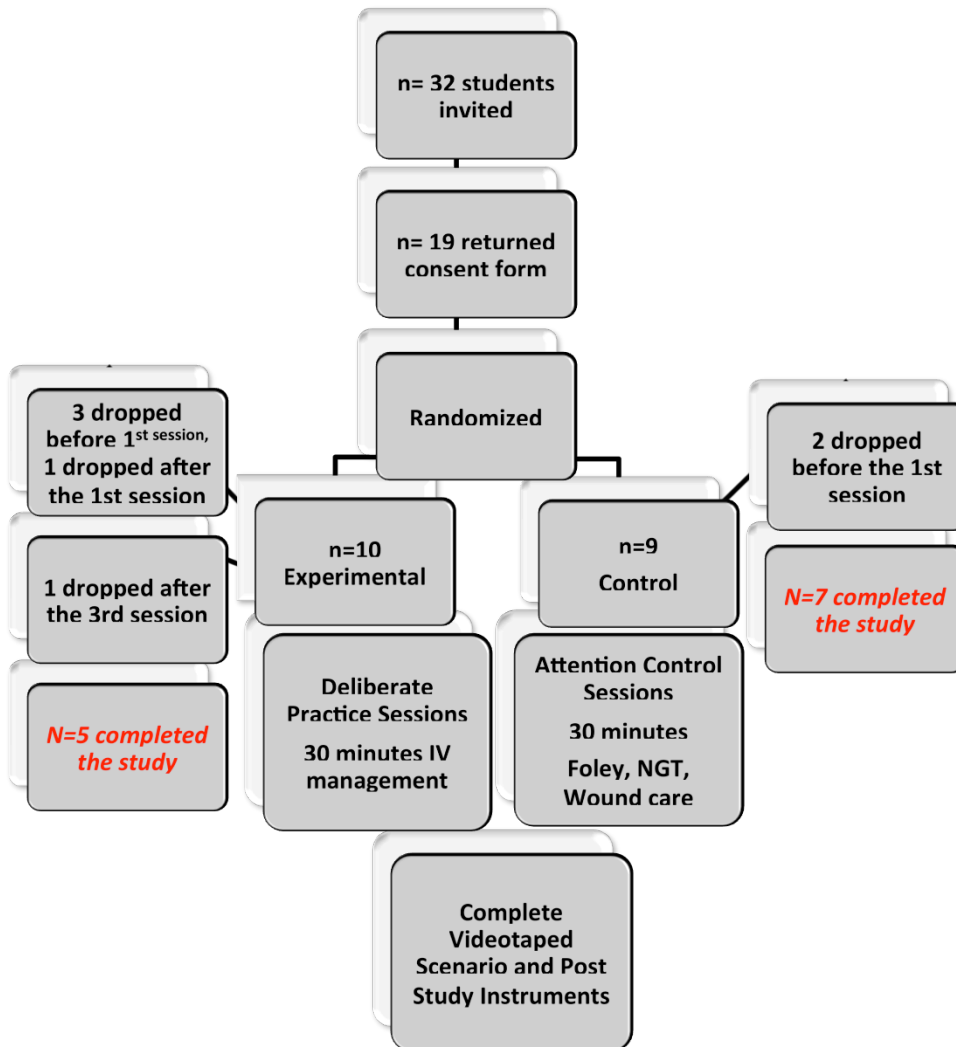 n= 32 students
invited
n= 19 returned
consent form
Randomized
3 dropped
before 1st session,
1 dropped after
the 1st session
1 dropped after
the 3rd session
N=5 completed
the study
n=10
Experimental
Deliberate
Practice Sessions
30 minutes IV
management
n=9
Control
Attention Control
Sessions
30 minutes
Foley, NGT,
Wound care
2 dropped
before the 1st
session
N=7 completed
the study
Complete
Videotaped
Scenario and Post
Study Instruments